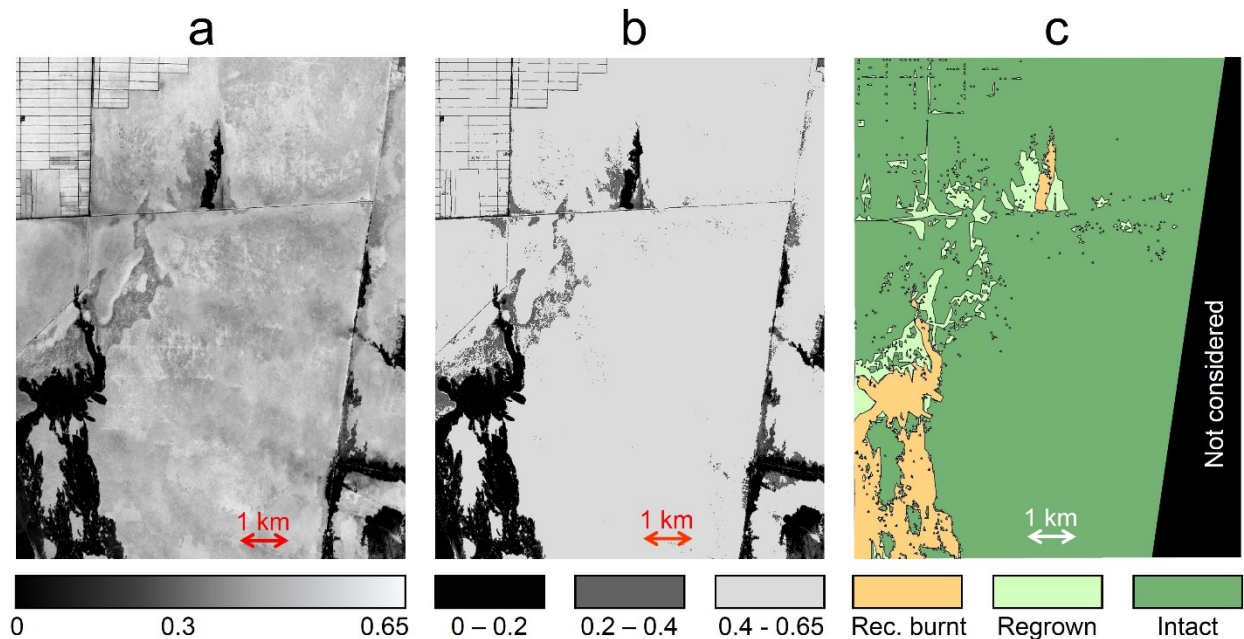 a b c
Not considered
1 km 1 km 1 km
0 0.3 0.65 0 – 0.2 0.2 – 0.4 0.4 - 0.65 Rec. burnt Regrown Intact